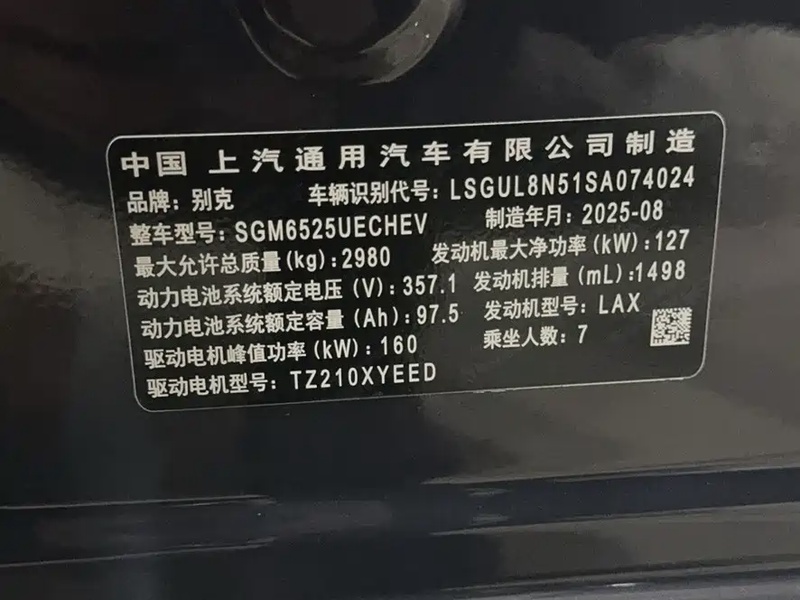 中国 上汽通用汽车有限公司制造
品牌: 别克 车辆识别代号: LSGUL8N51SA074024
整车型号: SGM6525UECHEV 制造年月: 2025-08
最大允许总质量(kg): 2980 发动机最大净功率(kW): 127
动力电池系统额定电压(V): 357.1 发动机排量(mL): 1498
动力电池系统额定容量(Ah): 97.5 发动机型号: LAX
驱动电机峰值功率(kW): 160 乘坐人数: 7
驱动电机型号: TZ210XYEED